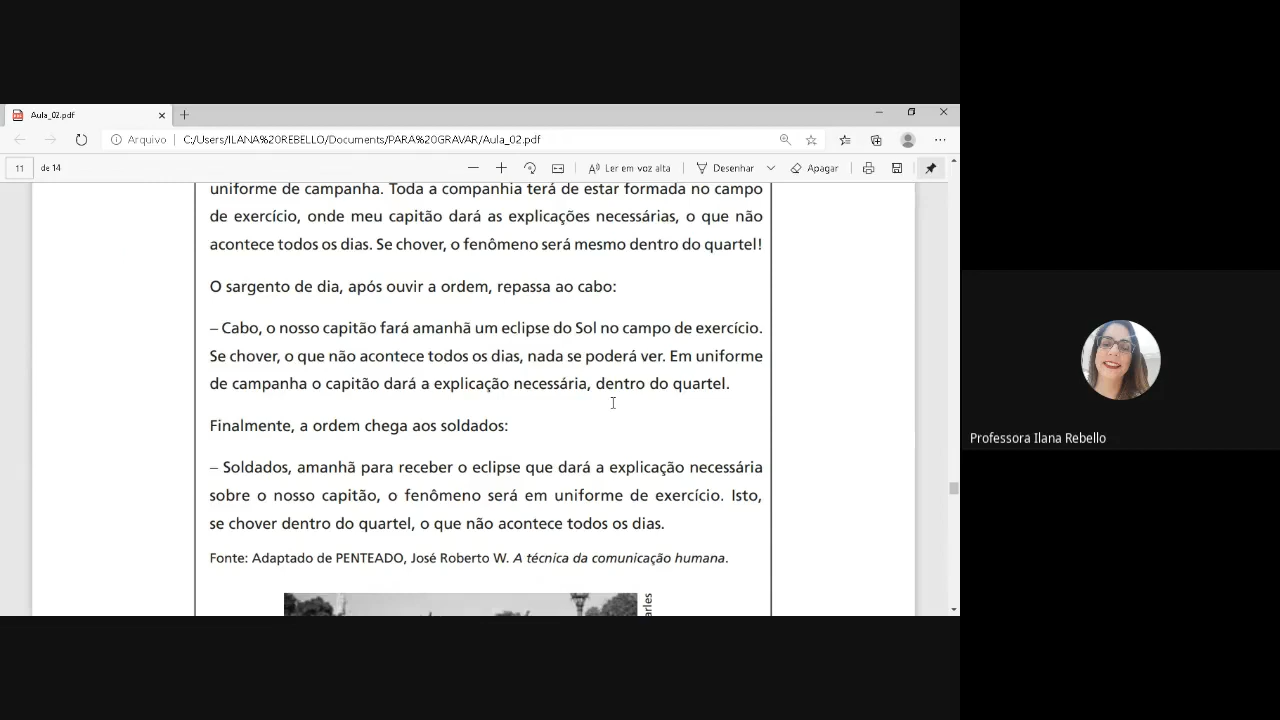 Aula_02.pdf
Arquivo
C:/Users/ILANA%20REBELLO/Documents/PARA%20GRAVAR/Aula_02.pdf
11 de 14
Ler em voz alta
Desenhar
Apagar
uniforme de campanha. Toda a companhia terá de estar formada no campo
de exercício, onde meu capitão dará as explicações necessárias, o que não
acontece todos os dias. Se chover, o fenômeno será mesmo dentro do quartel!
O sargento de dia, após ouvir a ordem, repassa ao cabo:
– Cabo, o nosso capitão fará amanhã um eclipse do Sol no campo de exercício.
Se chover, o que não acontece todos os dias, nada se poderá ver. Em uniforme
de campanha o capitão dará a explicação necessária, dentro do quartel.
Finalmente, a ordem chega aos soldados:
– Soldados, amanhã para receber o eclipse que dará a explicação necessária
sobre o nosso capitão, o fenômeno será em uniforme de exercício. Isto,
se chover dentro do quartel, o que não acontece todos os dias.
Fonte: Adaptado de PENTEADO, José Roberto W. A técnica da comunicação humana.
arles
Professora Ilana Rebello